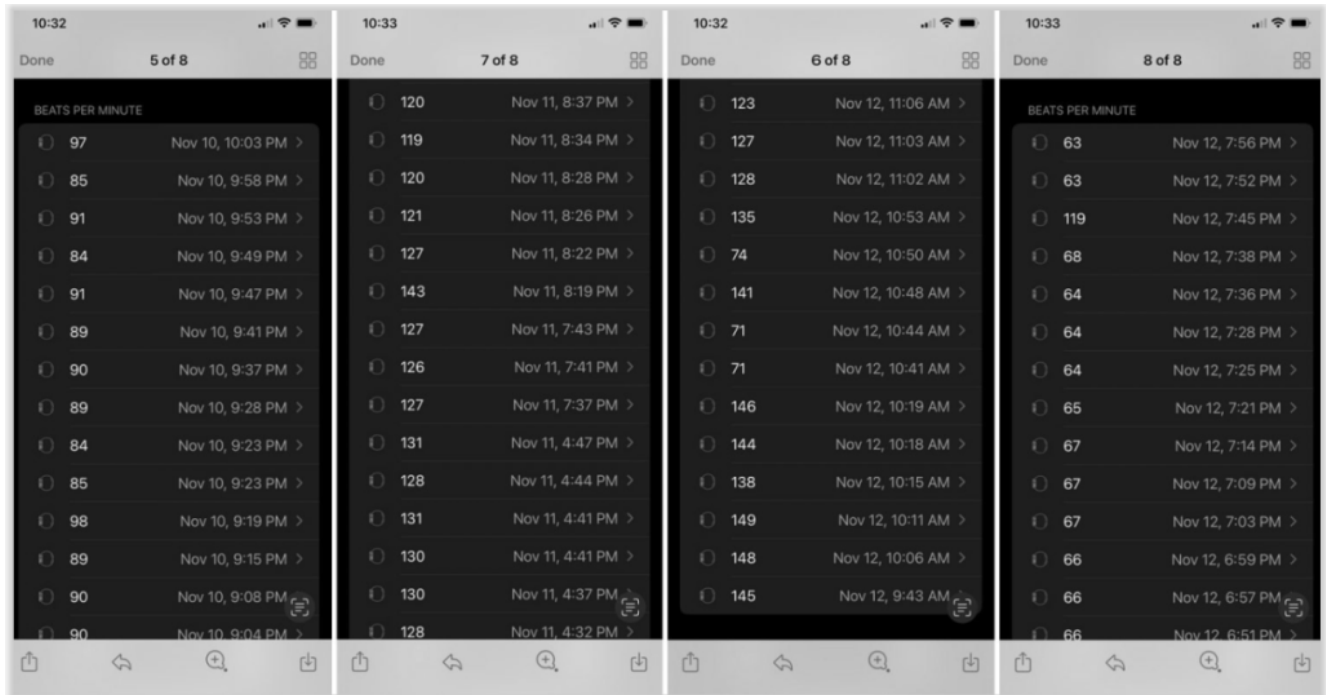 10:32
Done 5 of 8
BEATS PER MINUTE
97 Nov 10, 10:03 PM
85 Nov 10, 9:58 PM
91 Nov 10, 9:53 PM
84 Nov 10, 9:49 PM
91 Nov 10, 9:47 PM
89 Nov 10, 9:41 PM
90 Nov 10, 9:37 PM
89 Nov 10, 9:28 PM
84 Nov 10, 9:23 PM
85 Nov 10, 9:23 PM
98 Nov 10, 9:19 PM
89 Nov 10, 9:15 PM
90 Nov 10, 9:08 PM
90 Nov 10, 9:04 PM
10:33
Done 7 of 8
120 Nov 11, 8:37 PM
119 Nov 11, 8:34 PM
120 Nov 11, 8:28 PM
121 Nov 11, 8:26 PM
127 Nov 11, 8:22 PM
143 Nov 11, 8:19 PM
127 Nov 11, 7:43 PM
126 Nov 11, 7:41 PM
127 Nov 11, 7:37 PM
131 Nov 11, 4:47 PM
128 Nov 11, 4:44 PM
131 Nov 11, 4:41 PM
130 Nov 11, 4:41 PM
130 Nov 11, 4:37 PM
128 Nov 11, 4:32 PM
10:32
Done 6 of 8
123 Nov 12, 11:06 AM
127 Nov 12, 11:03 AM
128 Nov 12, 11:02 AM
135 Nov 12, 10:53 AM
74 Nov 12, 10:50 AM
141 Nov 12, 10:48 AM
71 Nov 12, 10:44 AM
71 Nov 12, 10:41 AM
146 Nov 12, 10:19 AM
144 Nov 12, 10:18 AM
138 Nov 12, 10:15 AM
149 Nov 12, 10:11 AM
148 Nov 12, 10:06 AM
145 Nov 12, 9:43 AM
10:33
Done 8 of 8
BEATS PER MINUTE
63 Nov 12, 7:56 PM
63 Nov 12, 7:52 PM
119 Nov 12, 7:45 PM
68 Nov 12, 7:38 PM
64 Nov 12, 7:36 PM
64 Nov 12, 7:28 PM
64 Nov 12, 7:25 PM
65 Nov 12, 7:21 PM
67 Nov 12, 7:14 PM
67 Nov 12, 7:09 PM
67 Nov 12, 7:03 PM
66 Nov 12, 6:59 PM
66 Nov 12, 6:57 PM
66 Nov 12, 6:51 PM